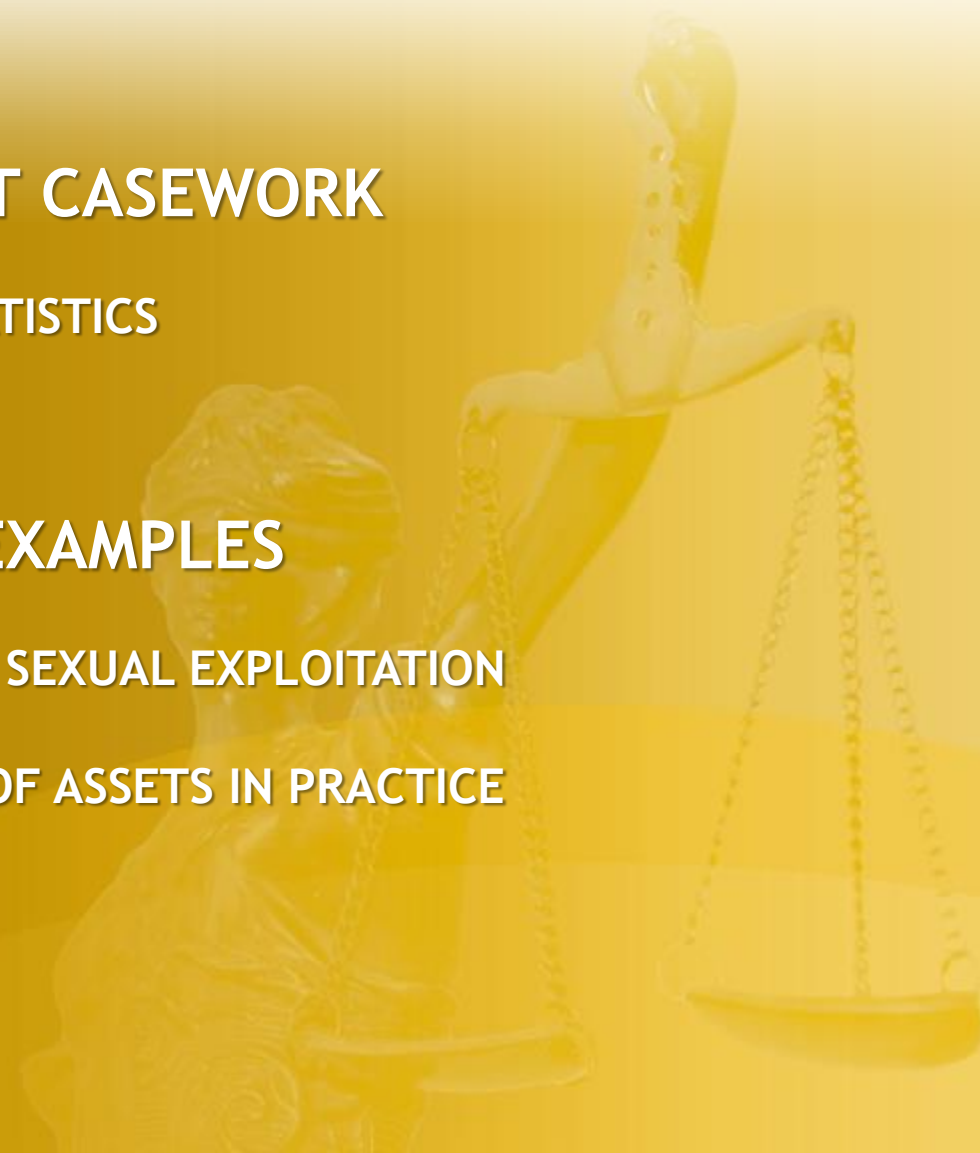 T CASEWORK
TISTICS
EXAMPLES
SEXUAL EXPLOITATION
OF ASSETS IN PRACTICE